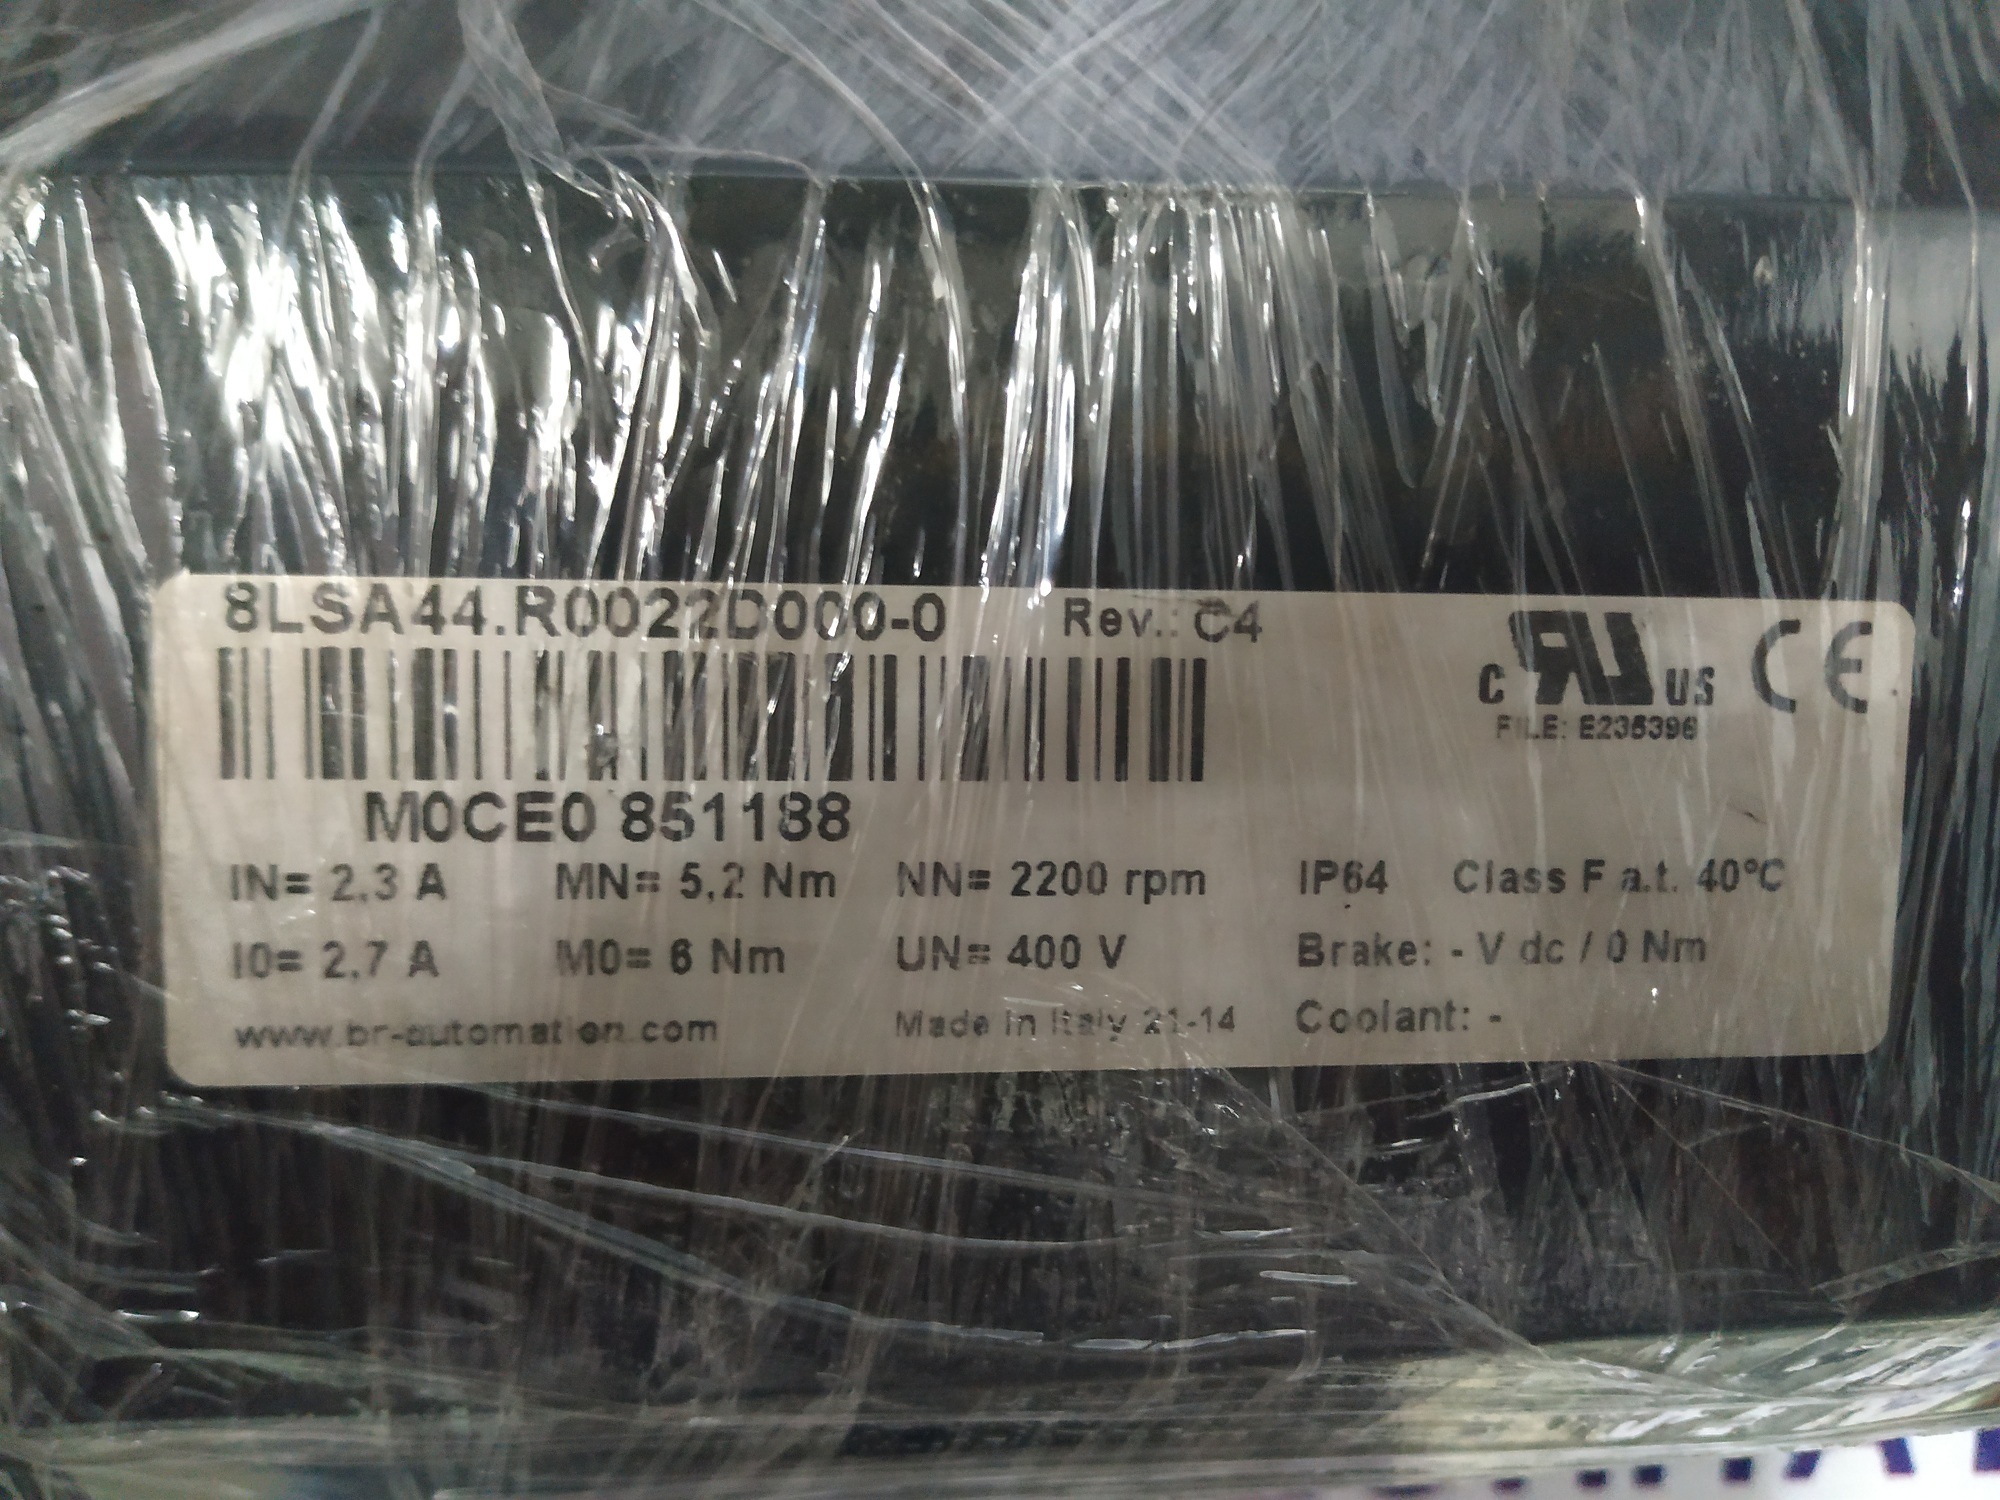 8LSA44.R0022D000-0 Rev.: C4
c RU US CE
FILE: E235396
M0CE0 851188
IN= 2,3 A MN= 5,2 Nm NN= 2200 rpm IP64 Class F a.t. 40°C
I0= 2,7 A M0= 6 Nm UN= 400 V Brake: - V dc / 0 Nm
www.br-automation.com Made in Italy 21-14 Coolant: -